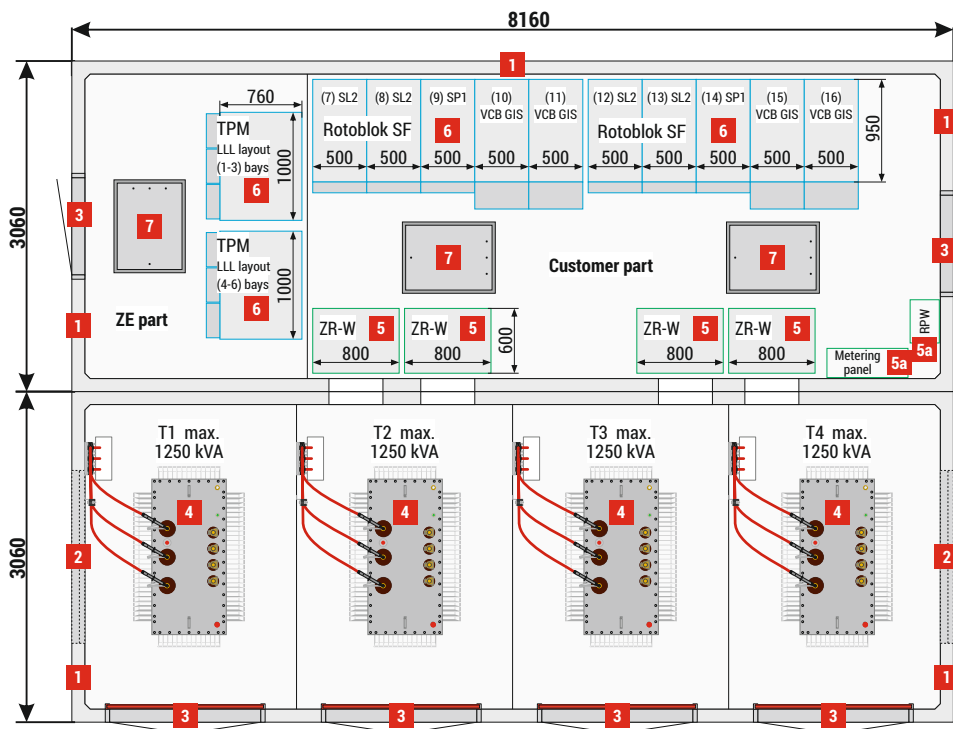 8160
1
(7) SL2
(8) SL2
(9) SP1
(10)
VCB GIS
(11)
VCB GIS
(12) SL2
(13) SL2
(14) SP1
(15)
VCB GIS
(16)
VCB GIS
760
950
1
TPM
LLL layout
(1-3) bays
1000
6
Rotoblok SF
6
Rotoblok SF
6
500
500
500
500
500
500
500
500
500
500
3060
3
7
TPM
LLL layout
(4-6) bays
1000
6
7
Customer part
7
3
ZE part
1
ZR-W
5
800
ZR-W
5
800
600
ZR-W
5
800
ZR-W
5
800
RPW
5a
Metering
panel
5a
3060
T1 max.
1250 kVA
T2 max.
1250 kVA
T3 max.
1250 kVA
T4 max.
1250 kVA
4
4
4
4
2
2
1
1
3
3
3
3